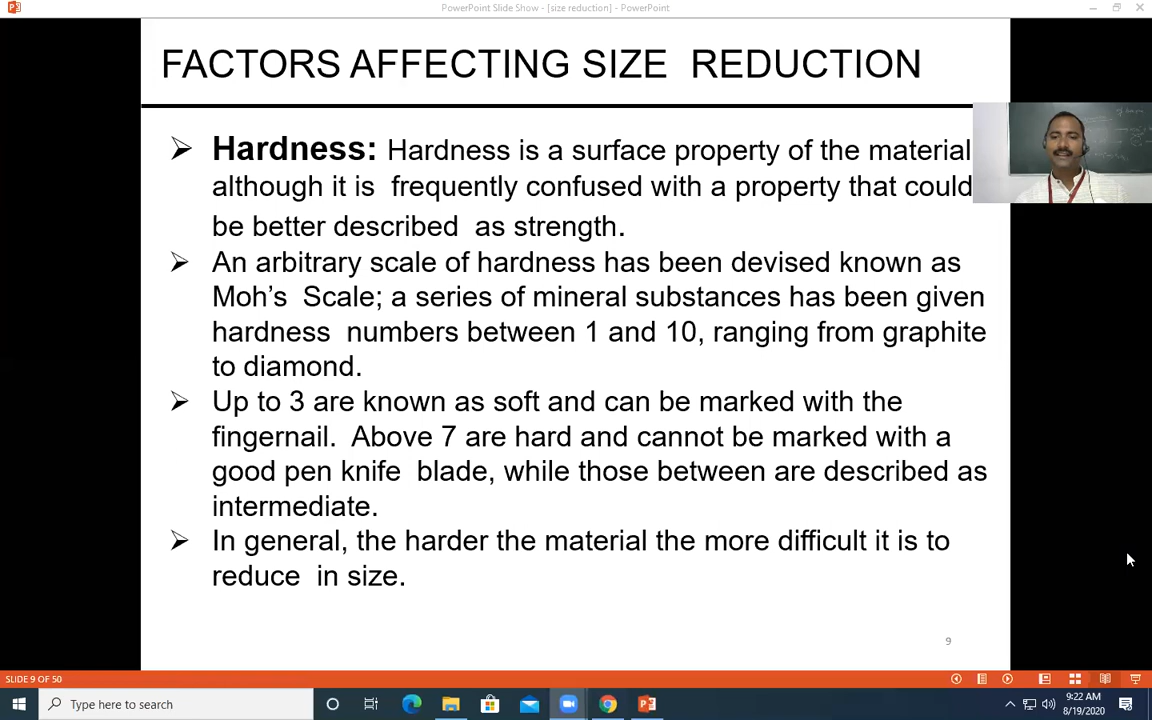 PowerPoint Slide Show - [size reduction] - PowerPoint
FACTORS AFFECTING SIZE REDUCTION
➢ Hardness: Hardness is a surface property of the material
although it is frequently confused with a property that could
be better described as strength.
➢ An arbitrary scale of hardness has been devised known as
Moh’s Scale; a series of mineral substances has been given
hardness numbers between 1 and 10, ranging from graphite
to diamond.
➢ Up to 3 are known as soft and can be marked with the
fingernail. Above 7 are hard and cannot be marked with a
good pen knife blade, while those between are described as
intermediate.
➢ In general, the harder the material the more difficult it is to
reduce in size.
9
SLIDE 9 OF 50
Type here to search
9:22 AM
8/19/2020